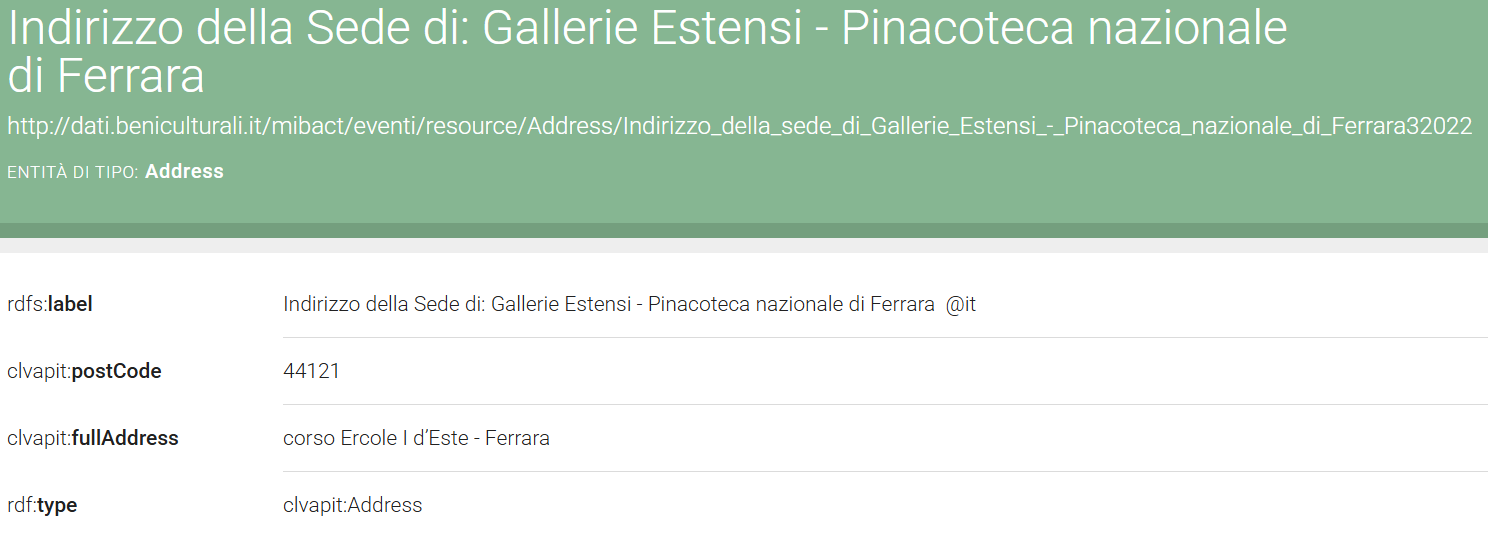 Indirizzo della Sede di: Gallerie Estensi - Pinacoteca nazionale
di Ferrara
http://dati.beniculturali.it/mibact/eventi/resource/Address/Indirizzo_della_sede_di_Gallerie_Estensi_-_Pinacoteca_nazionale_di_Ferrara32022
ENTITÀ DI TIPO: Address
rdfs:label Indirizzo della Sede di: Gallerie Estensi - Pinacoteca nazionale di Ferrara @it
clvapit:postCode 44121
clvapit:fullAddress corso Ercole I d’Este - Ferrara
rdf:type clvapit:Address